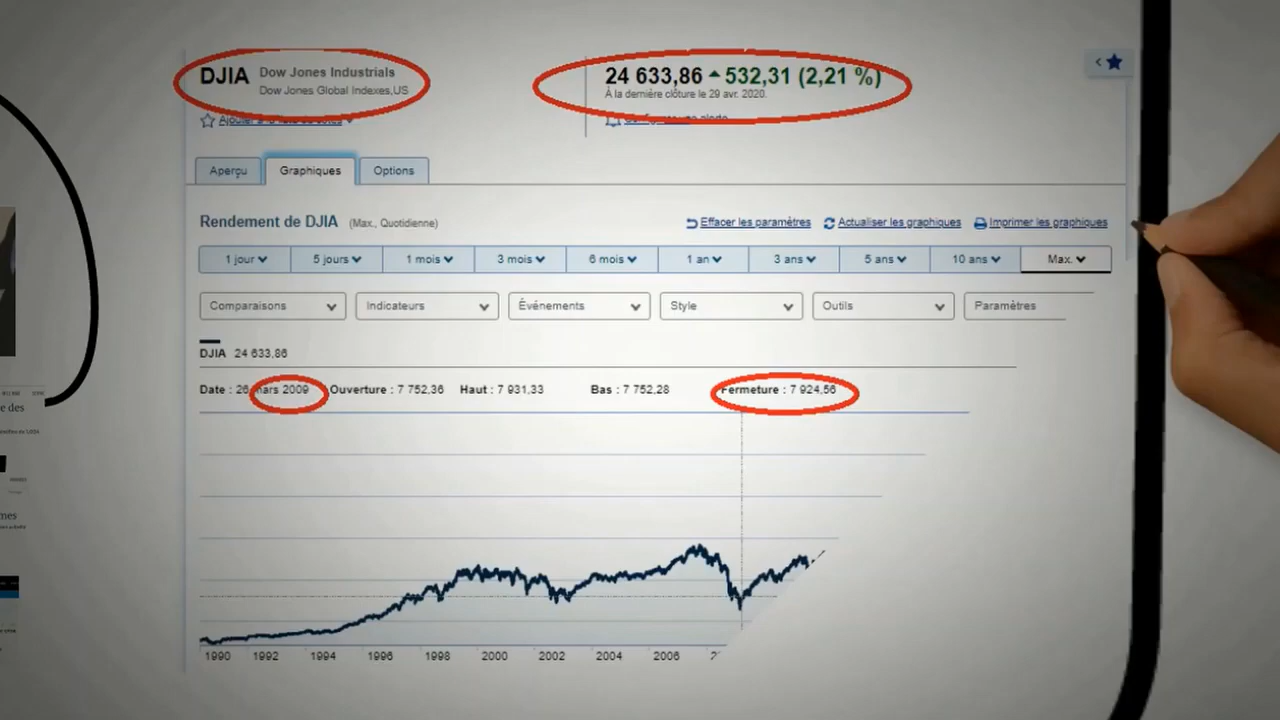 DJIA Dow Jones Industrials
Dow Jones Global Indexes,US
24 633,86 532,31 (2,21 %)
À la dernière clôture le 29 avr. 2020.
<
Aperçu
Graphiques
Options
Rendement de DJIA (Max., Quotidienne)
Effacer les paramètres
Actualiser les graphiques
Imprimer les graphiques
1 jour
5 jours
1 mois
3 mois
6 mois
1 an
3 ans
5 ans
10 ans
Max.
Comparaisons
Indicateurs
Événements
Style
Outils
Paramètres
DJIA 24 633,86
Date : 26 mars 2009 Ouverture : 7 752,36 Haut : 7 931,33 Bas : 7 752,28 Fermeture : 7 924,56
1990 1992 1994 1996 1998 2000 2002 2004 2006